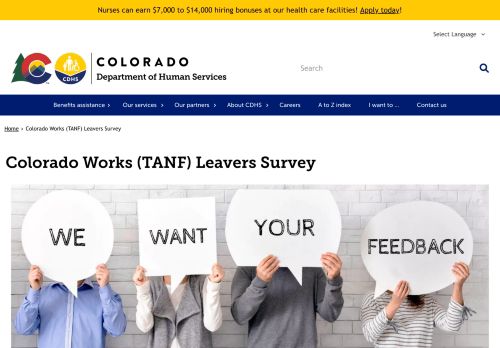 Nurses can earn $7,000 to $14,000 hiring bonuses at our health care facilities! Apply today!
Select Language
CDHS
COLORADO
Department of Human Services
Search
Benefits assistance
Our services
Our partners
About CDHS
Careers
A to Z index
I want to ...
Contact us
Home › Colorado Works (TANF) Leavers Survey
Colorado Works (TANF) Leavers Survey
WE
WANT
YOUR
FEEDBACK